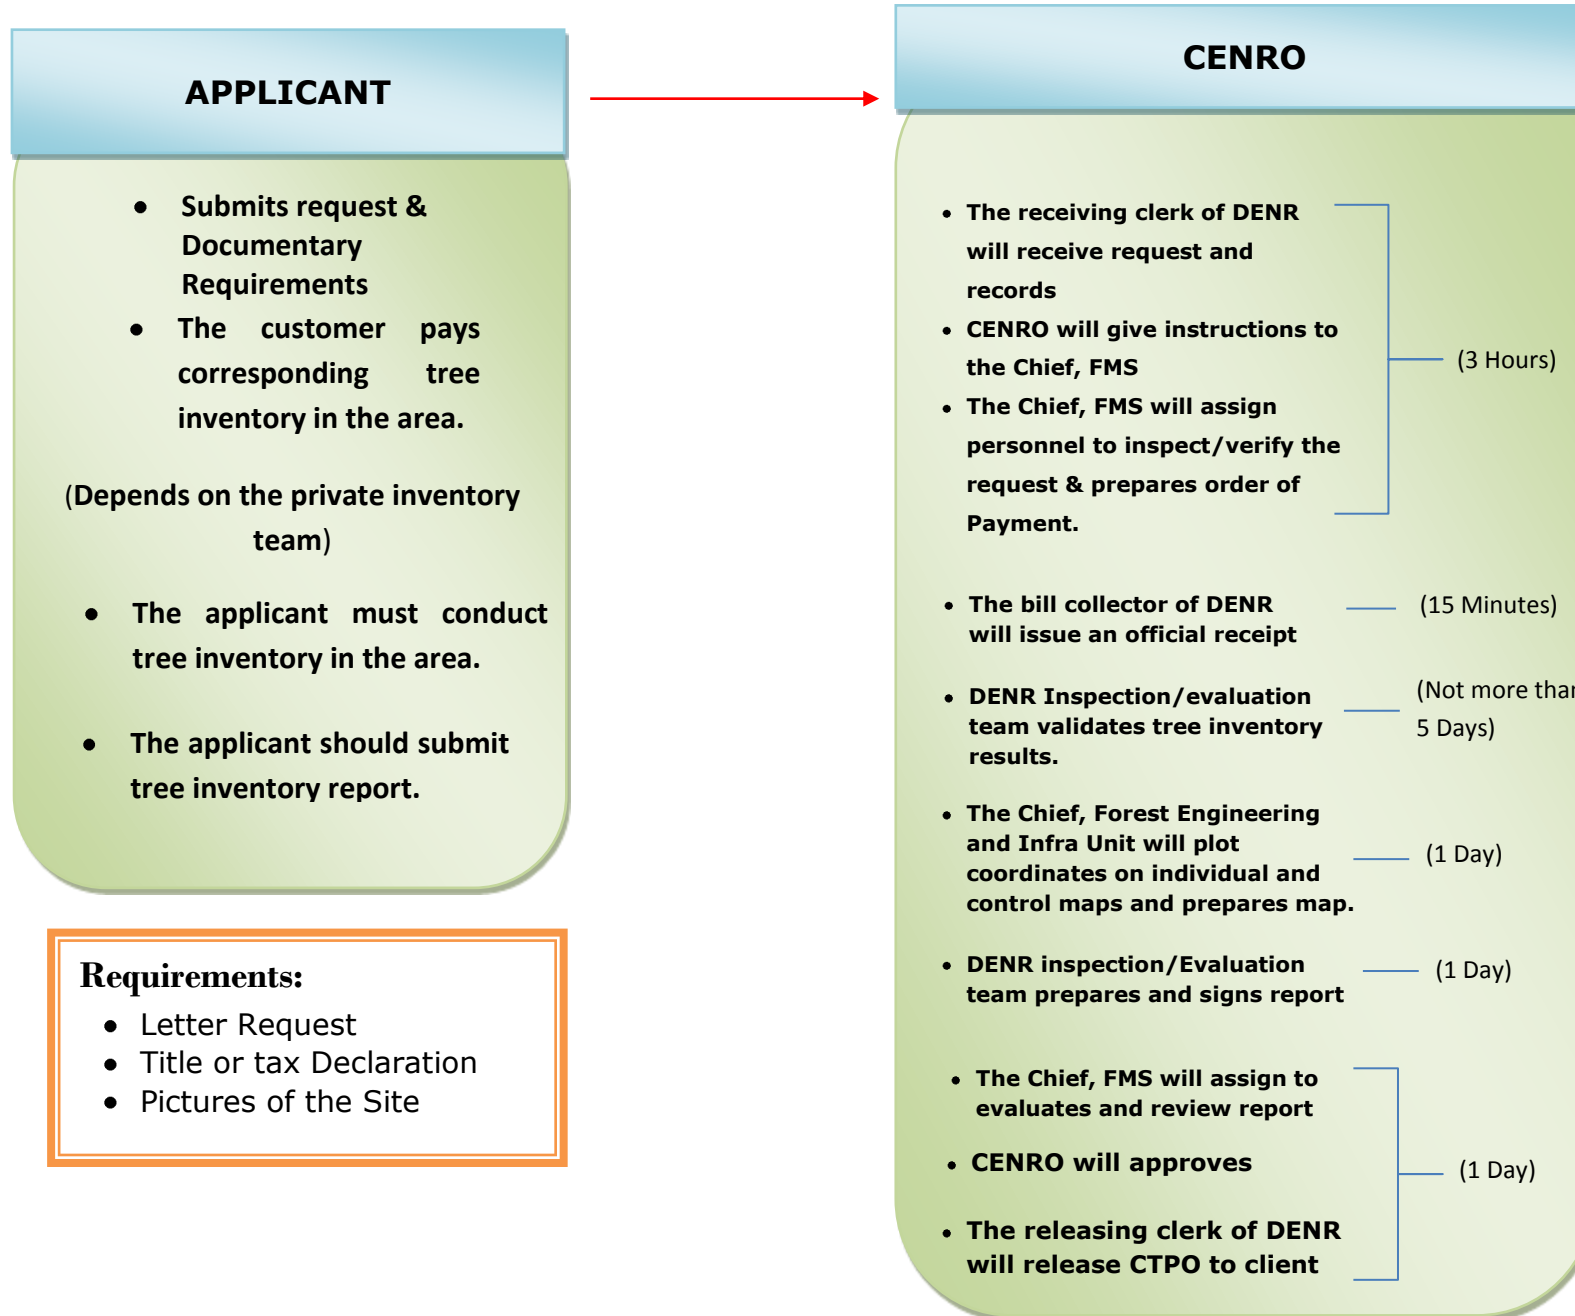 APPLICANT
• Submits request &
Documentary
Requirements
• The customer pays
corresponding tree
inventory in the area.
(Depends on the private inventory
team)
• The applicant must conduct
tree inventory in the area.
• The applicant should submit
tree inventory report.
Requirements:
• Letter Request
• Title or tax Declaration
• Pictures of the Site
CENRO
• The receiving clerk of DENR
will receive request and
records
• CENRO will give instructions to
the Chief, FMS
• The Chief, FMS will assign
personnel to inspect/verify the
request & prepares order of
Payment.
(3 Hours)
• The bill collector of DENR
will issue an official receipt
(15 Minutes)
• DENR Inspection/evaluation
team validates tree inventory
results.
(Not more than
5 Days)
• The Chief, Forest Engineering
and Infra Unit will plot
coordinates on individual and
control maps and prepares map.
(1 Day)
• DENR inspection/Evaluation
team prepares and signs report
(1 Day)
• The Chief, FMS will assign to
evaluates and review report
• CENRO will approves
• The releasing clerk of DENR
will release CTPO to client
(1 Day)